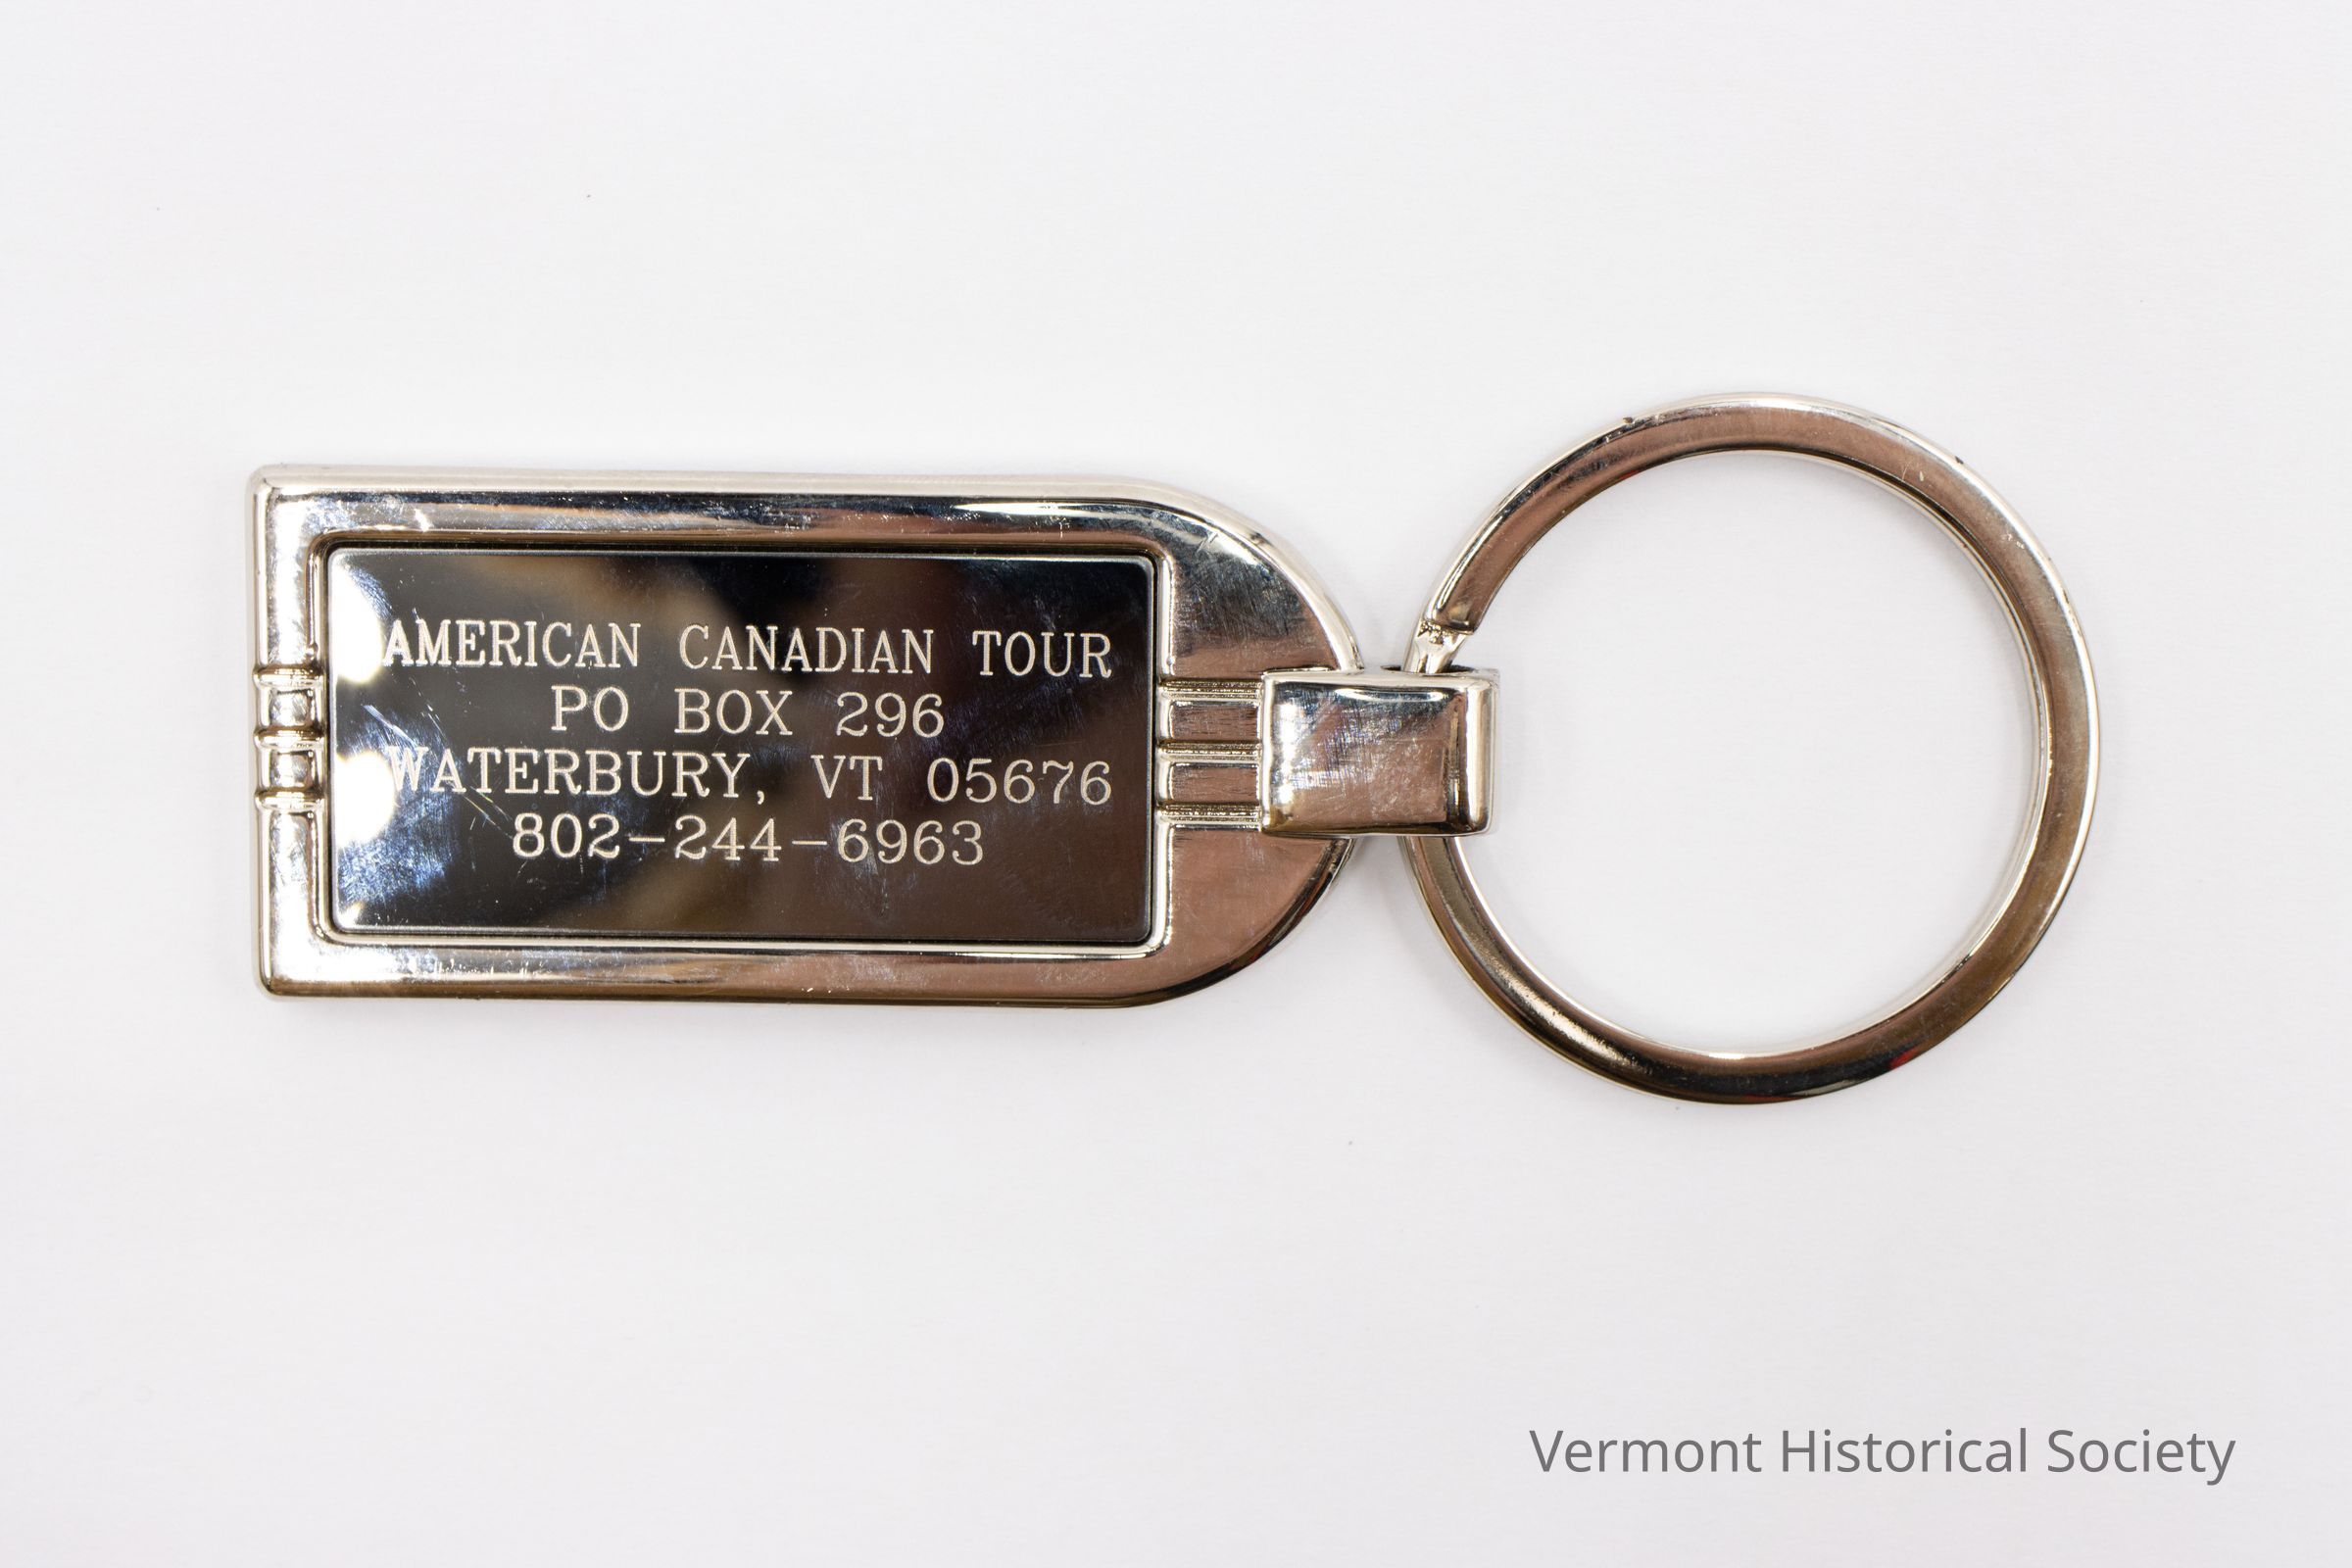 AMERICAN CANADIAN TOUR
PO BOX 296
WATERBURY, VT 05676
802-244-6963
Vermont Historical Society